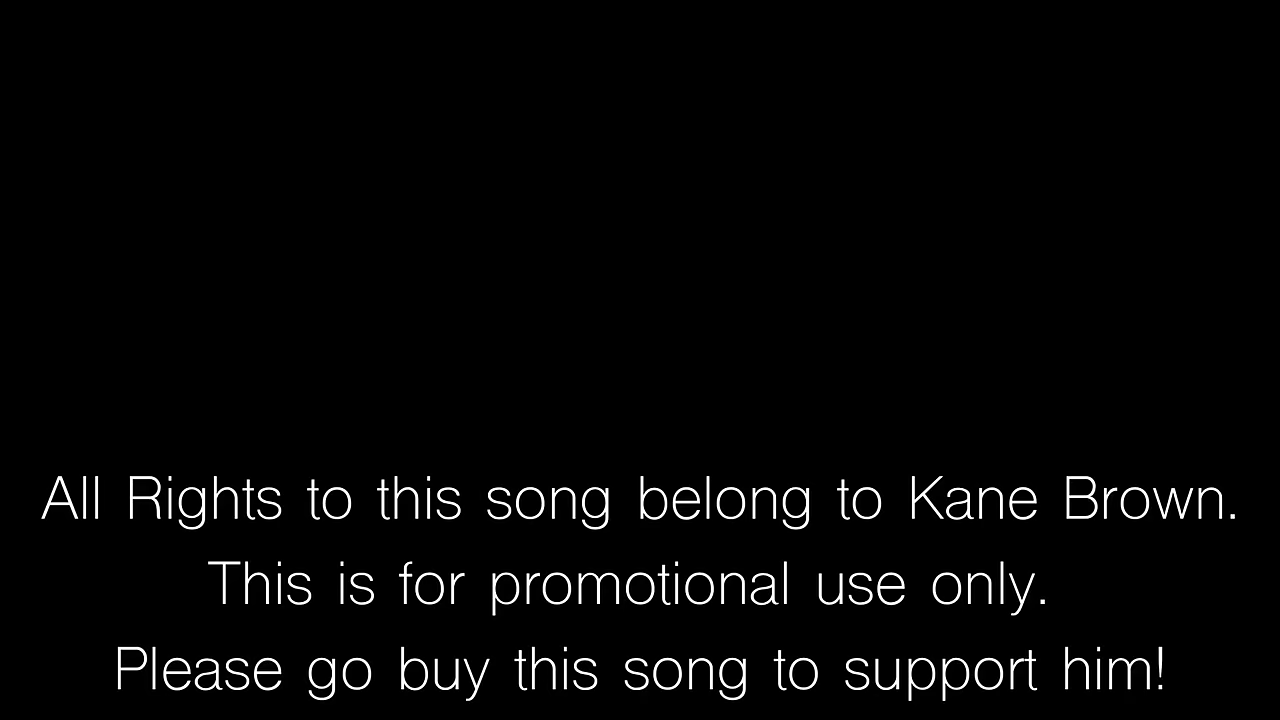 All Rights to this song belong to Kane Brown.
This is for promotional use only.
Please go buy this song to support him!